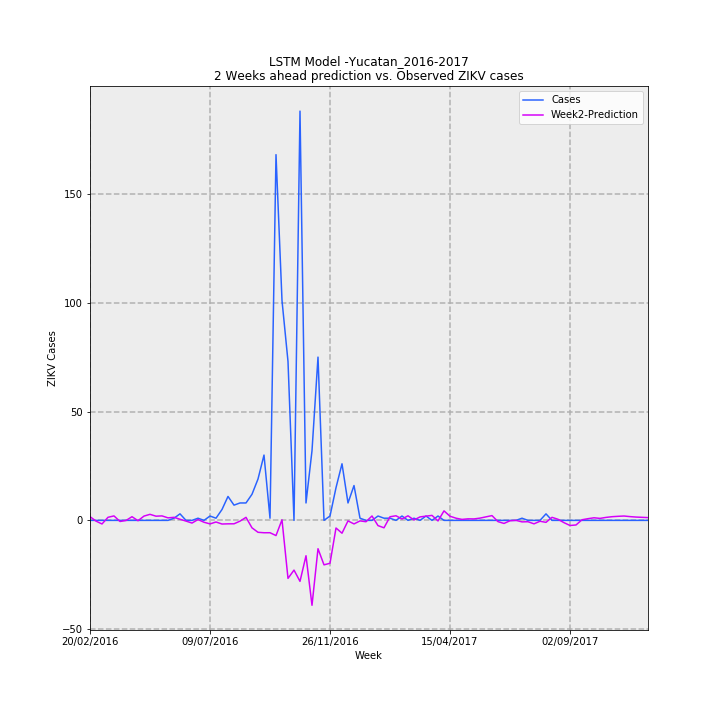 LSTM Model -Yucatan_2016-2017
2 Weeks ahead prediction vs. Observed ZIKV cases
Cases
Week2-Prediction
ZIKV Cases
150
100
50
0
−50
20/02/2016
09/07/2016
26/11/2016
15/04/2017
02/09/2017
Week